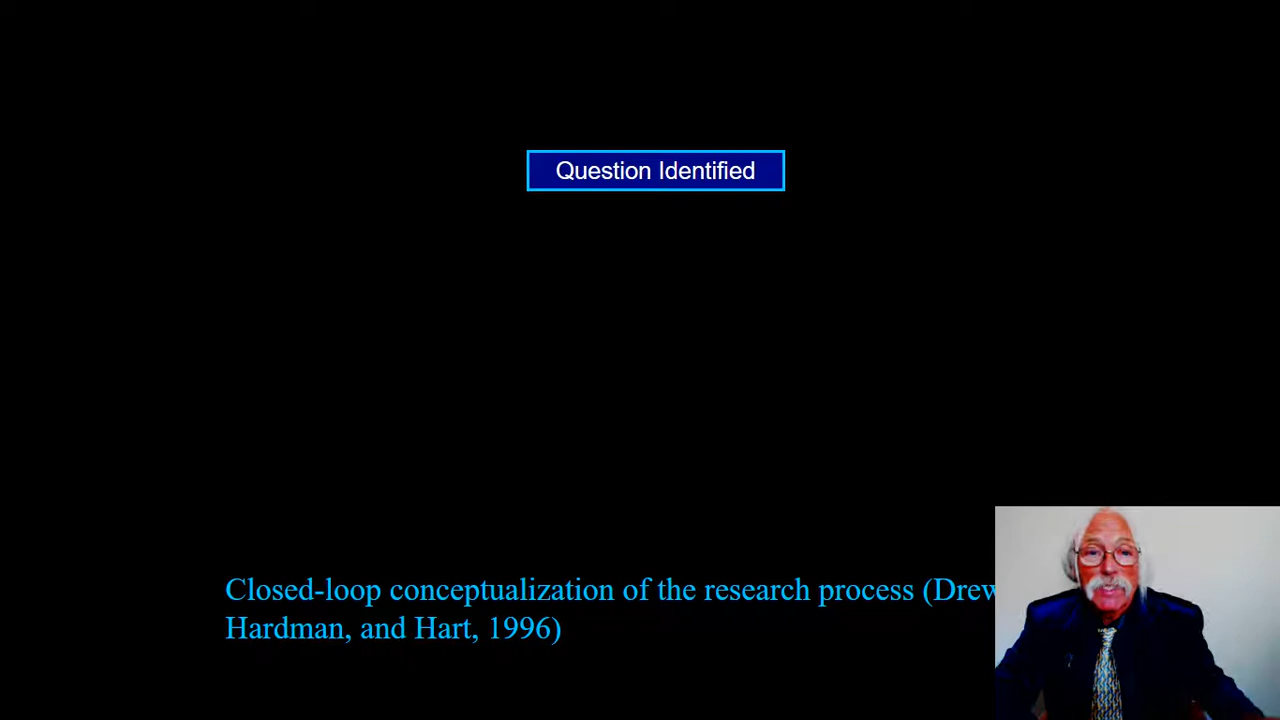 Question Identified
Closed-loop conceptualization of the research process (Drew
Hardman, and Hart, 1996)